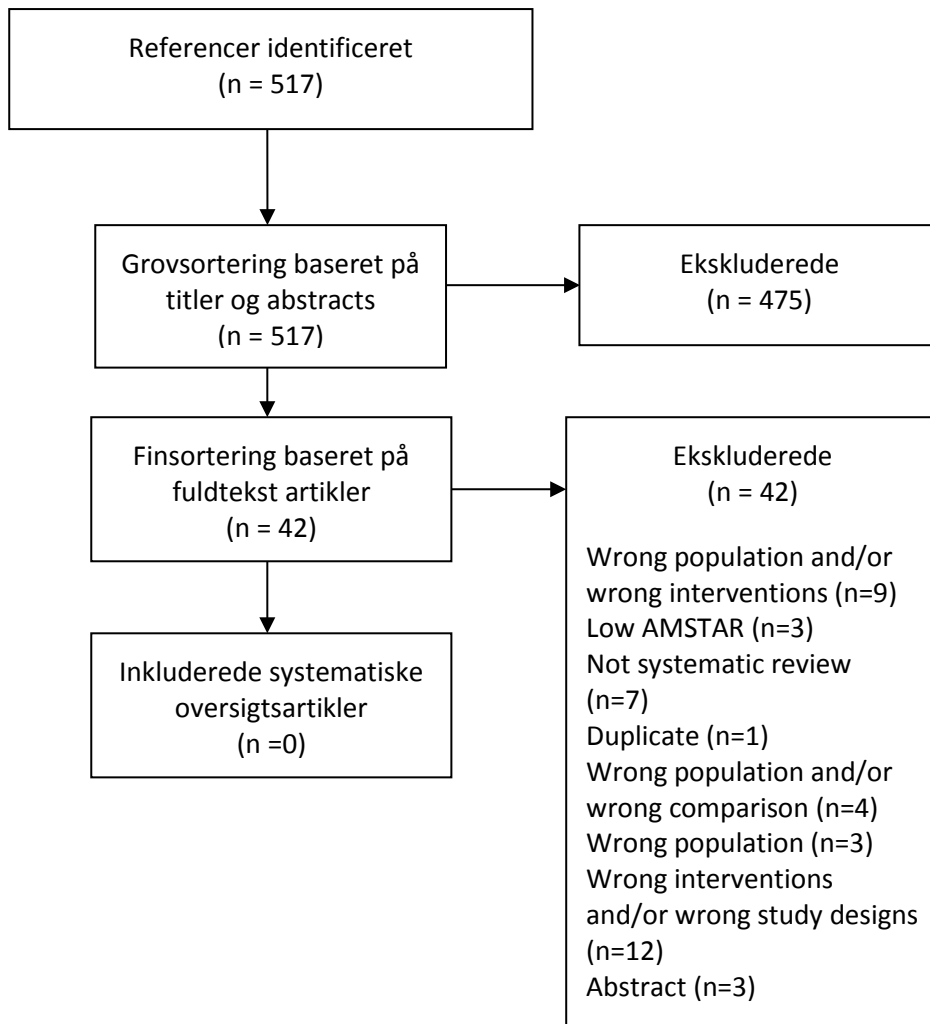 Referencer identificeret
(n = 517)
Grovsortering baseret på
titler og abstracts
(n = 517)
Ekskluderede
(n = 475)
Finsortering baseret på
fuldtekst artikler
(n = 42)
Ekskluderede
(n = 42)
Wrong population and/or
wrong interventions (n=9)
Low AMSTAR (n=3)
Not systematic review
(n=7)
Duplicate (n=1)
Wrong population and/or
wrong comparison (n=4)
Wrong population (n=3)
Wrong interventions
and/or wrong study designs
(n=12)
Abstract (n=3)
Inkluderede systematiske
oversigtsartikler
(n =0)